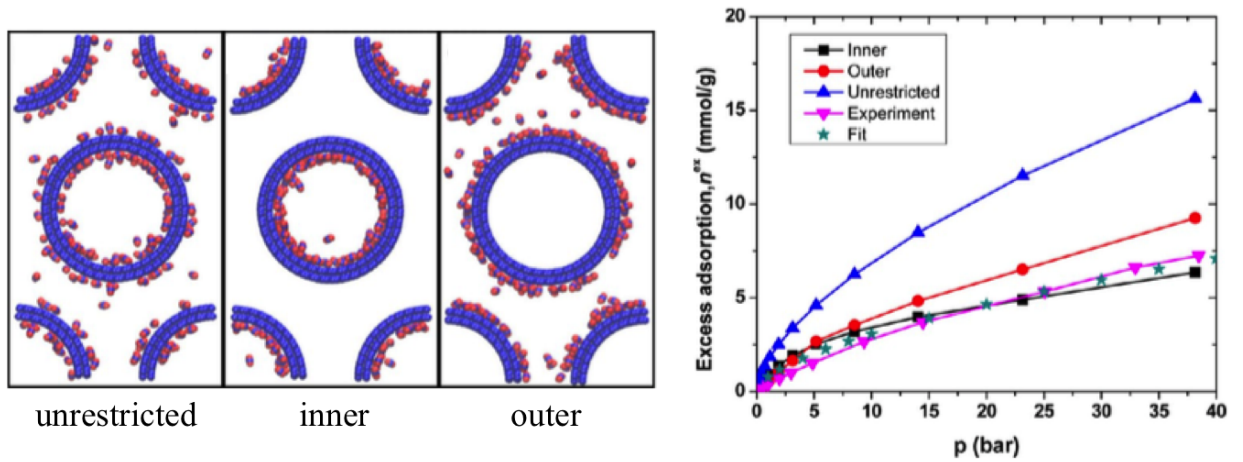 unrestricted
inner
outer
20
15
10
5
0
Excess adsorption, nᵉˣ (mmol/g)
Inner
Outer
Unrestricted
Experiment
Fit
0 5 10 15 20 25 30 35 40
p (bar)